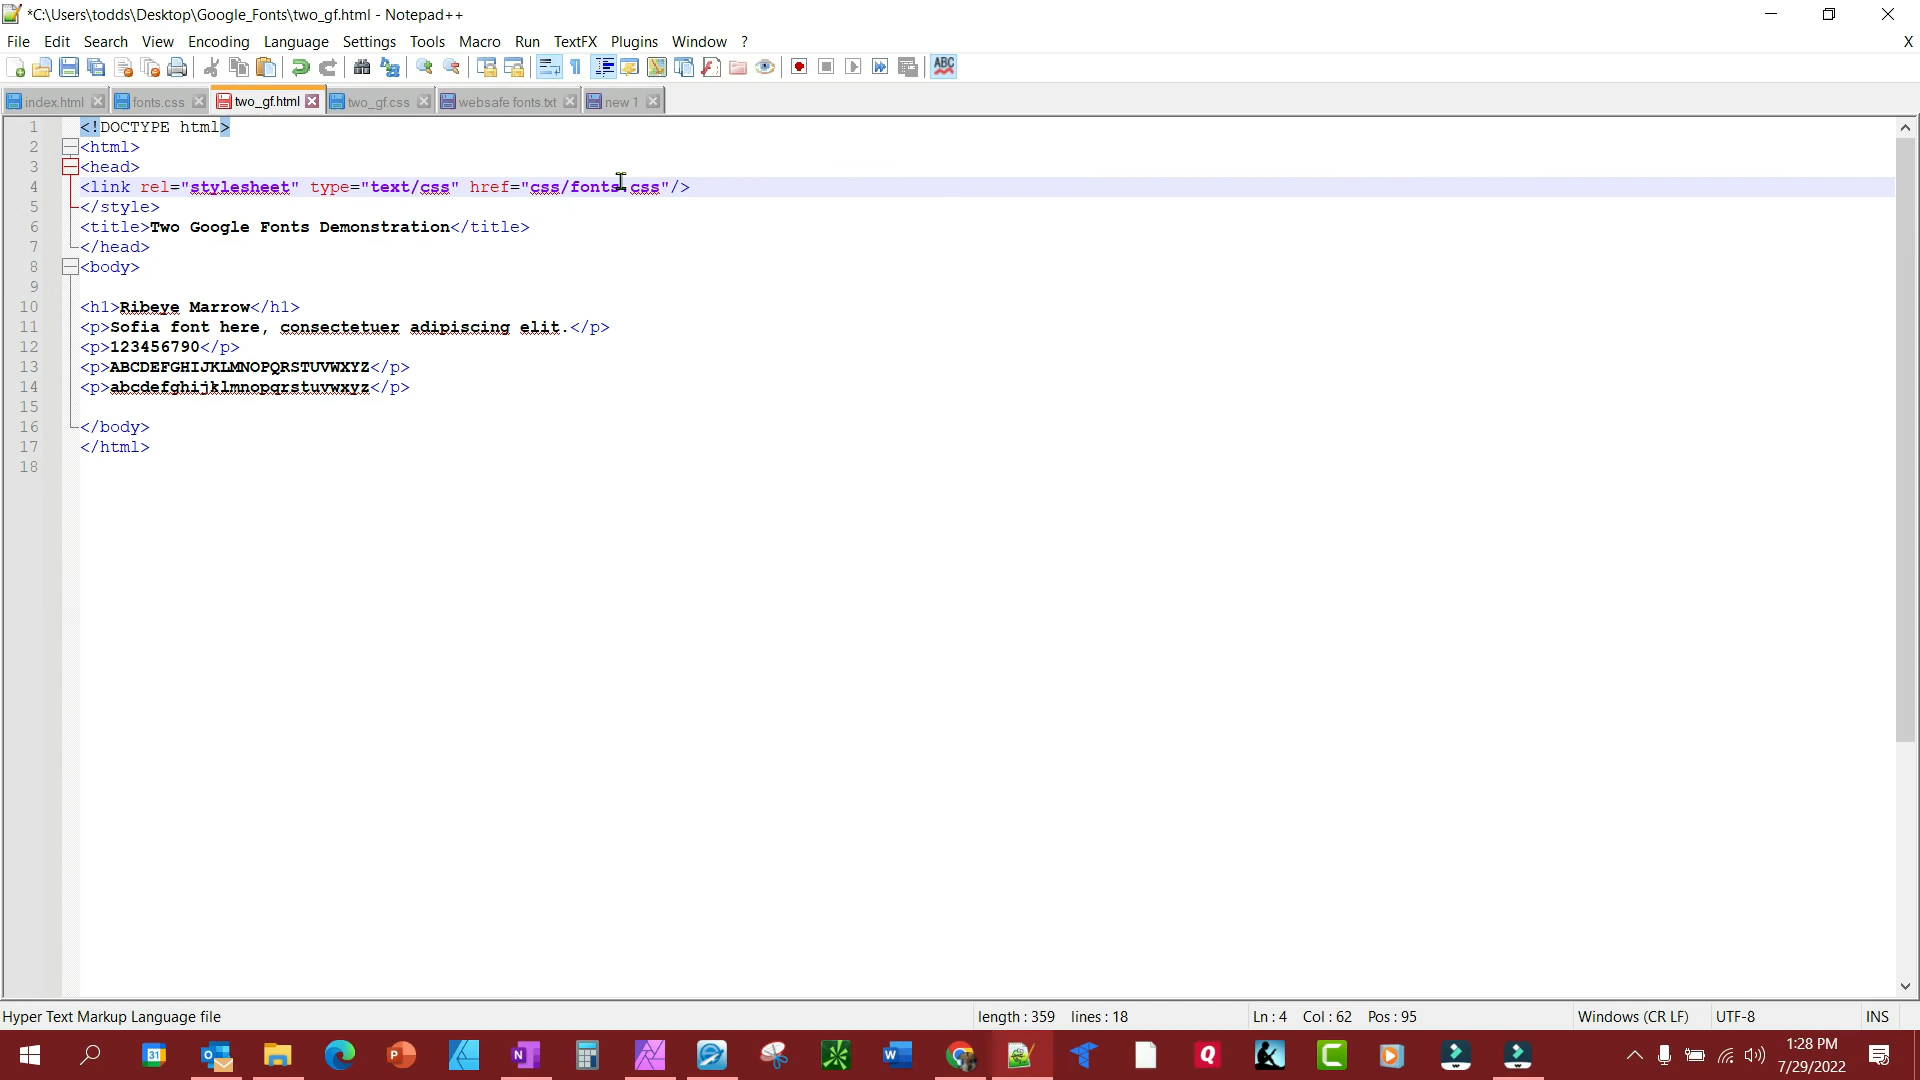 *C:\Users\todds\Desktop\Google_Fonts\two_gf.html - Notepad++
File Edit Search View Encoding Language Settings Tools Macro Run TextFX Plugins Window ? X
ABC
index.html two_gf.html fonts.css two_gf.css websafe fonts.txt new 1
1 <!DOCTYPE html>
2 <html>
3 <head>
4 <link rel="stylesheet" type="text/css" href="css/fonts.css"/>
5 </style>
6 <title>Two Google Fonts Demonstration</title>
7 </head>
8 <body>
9
10 <h1>Ribeye Marrow</h1>
11 <p>Sofia font here, consectetuer adipiscing elit.</p>
12 <p>123456790</p>
13 <p>ABCDEFGHIJKLMNOPQRSTUVWXYZ</p>
14 <p>abcdefghijklmnopqrstuvwxyz</p>
15
16 </body>
17 </html>
18
Hyper Text Markup Language file length : 359 lines : 18 Ln : 4 Col : 62 Pos : 95 Windows (CR LF) UTF-8 INS
1:28 PM
7/29/2022